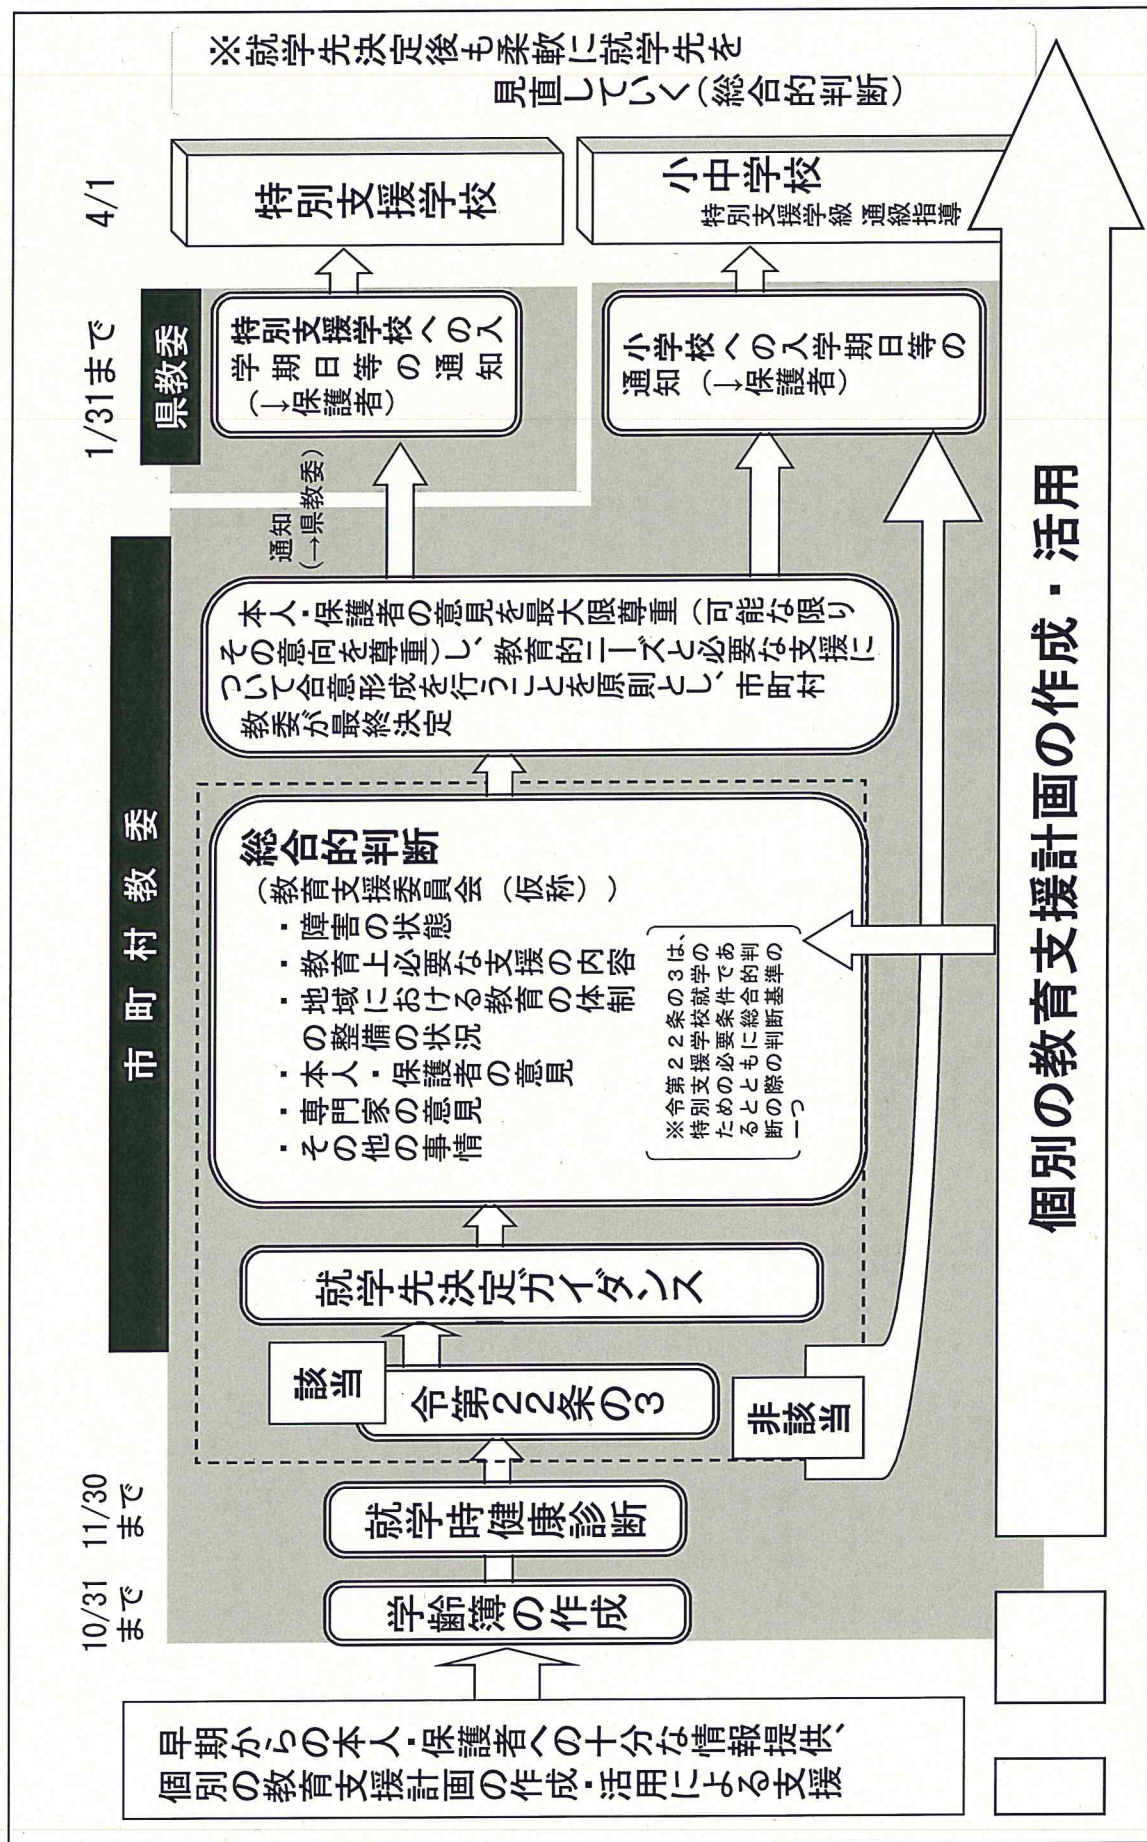 ※就学先決定後も柔軟に就学先を
見直していく(総合的判断)
10/31
まで
11/30
まで
1/31まで
4/1
市町村教委
県教委
早期からの本人・保護者への十分な情報提供、
個別の教育支援計画の作成・活用による支援
学齢簿の作成
就学時健康診断
令第22条の3
該当
非該当
就学先決定ガイダンス
総合的判断
(教育支援委員会(仮称))
・障害の状態
・教育上必要な支援の内容
・地域における教育の体制
の整備の状況
・本人・保護者の意見
・専門家の意見
・その他の事情
※令第22条の3は、
特別支援学校就学の
ための必要条件であ
るとともに総合的判
断の際の判断基準の
一つ
本人・保護者の意見を最大限尊重(可能な限り
その意向を尊重)し、教育的ニーズと必要な支援に
ついて合意形成を行うことを原則とし、市町村
教委が最終決定
通知
(→県教委)
特別支援学校への入
学期日等の通知
(→保護者)
小学校への入学期日等の
通知(→保護者)
特別支援学校
小中学校
特別支援学級 通級指導
個別の教育支援計画の作成・活用